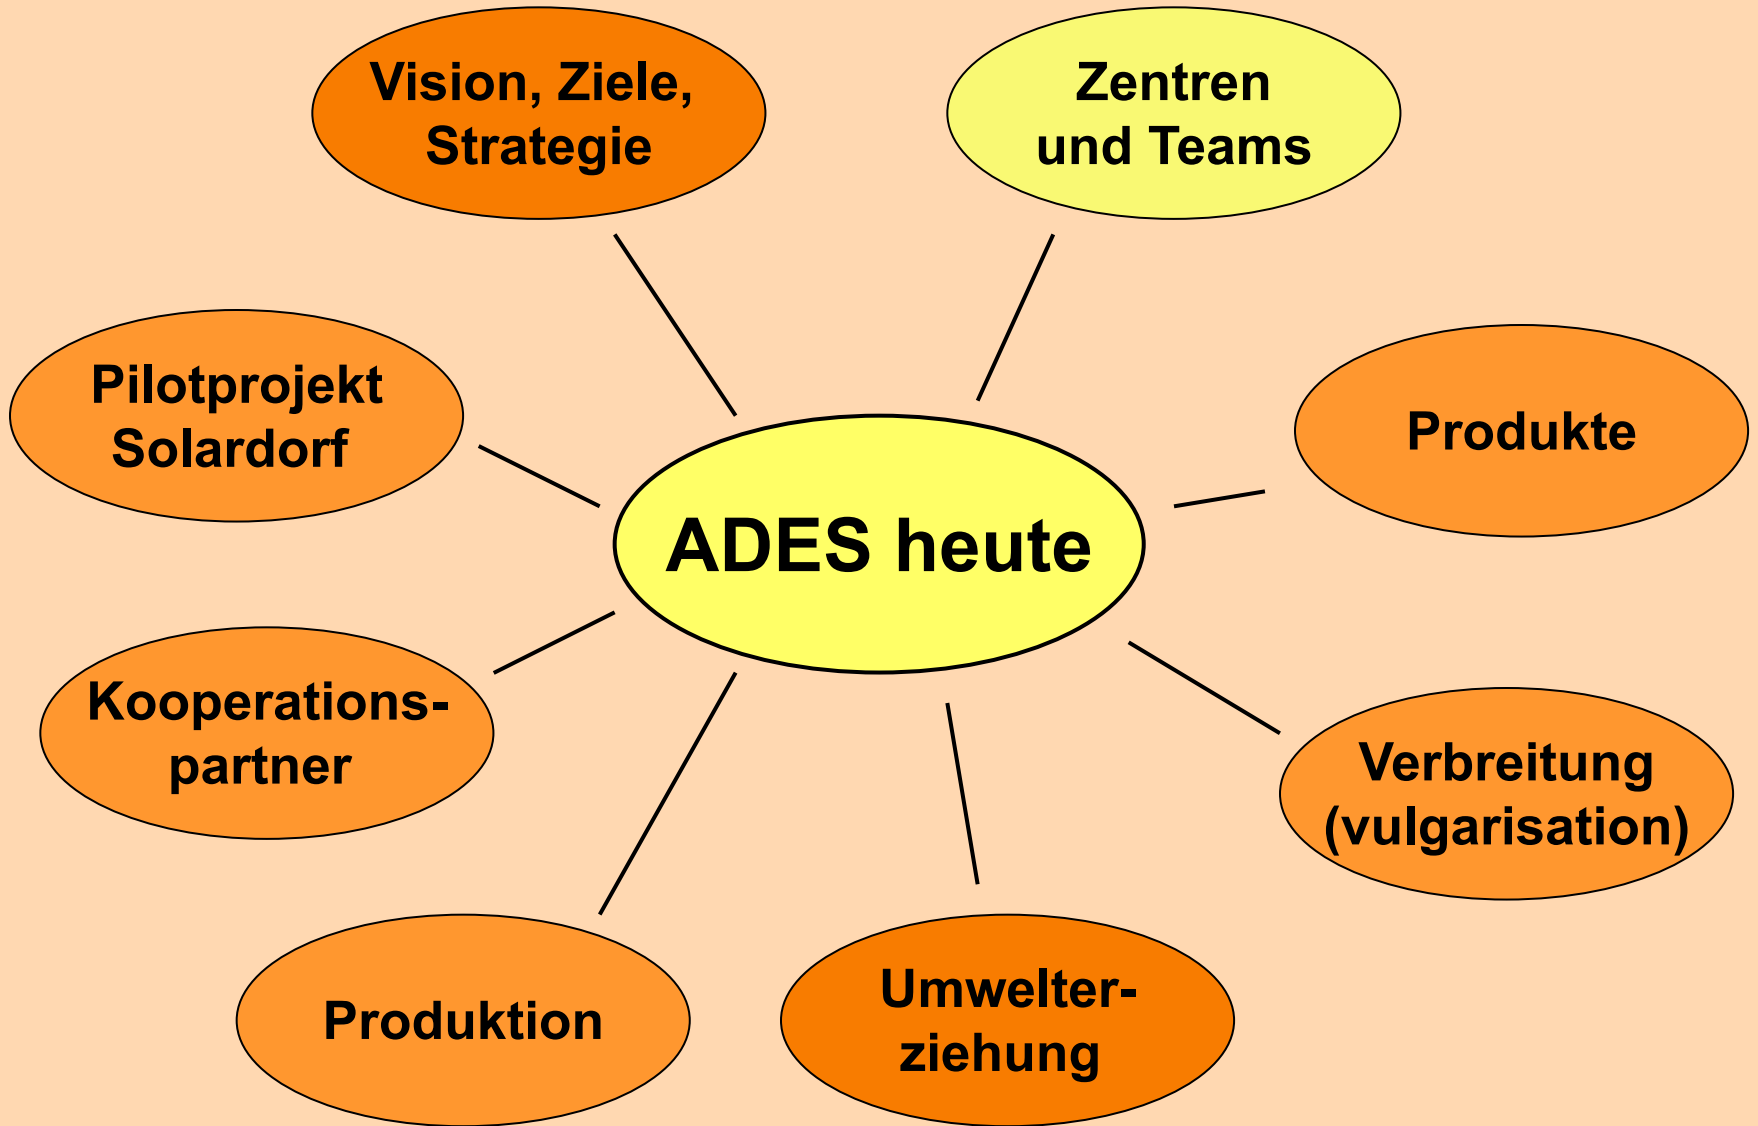 Vision, Ziele,
Strategie
Zentren
und Teams
Pilotprojekt
Solardorf
Produkte
ADES heute
Kooperations-
partner
Verbreitung
(vulgarisation)
Produktion
Umwelter-
ziehung